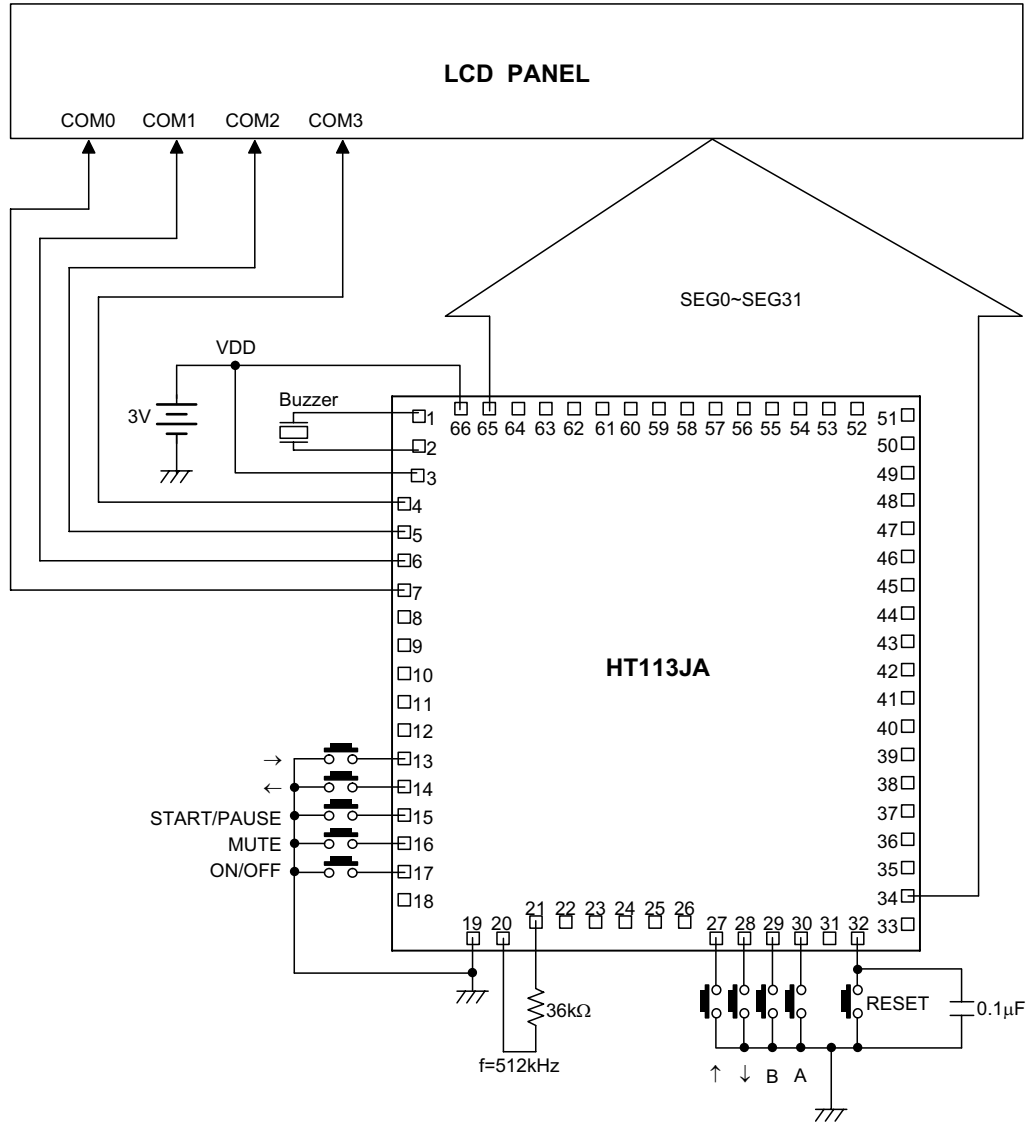 LCD PANEL
COM0 COM1 COM2 COM3
SEG0~SEG31
VDD
3V
Buzzer
1
2
3
4
5
6
7
8
9
10
11
12
→ 13
← 14
START/PAUSE 15
MUTE 16
ON/OFF 17
18
66 65 64 63 62 61 60 59 58 57 56 55 54 53 52
51
50
49
48
47
46
45
44
43
42
41
40
39
38
37
36
35
34
33
HT113JA
19 20 21 22 23 24 25 26 27 28 29 30 31 32
36kΩ
f=512kHz
RESET
0.1µF
↑ ↓ B A